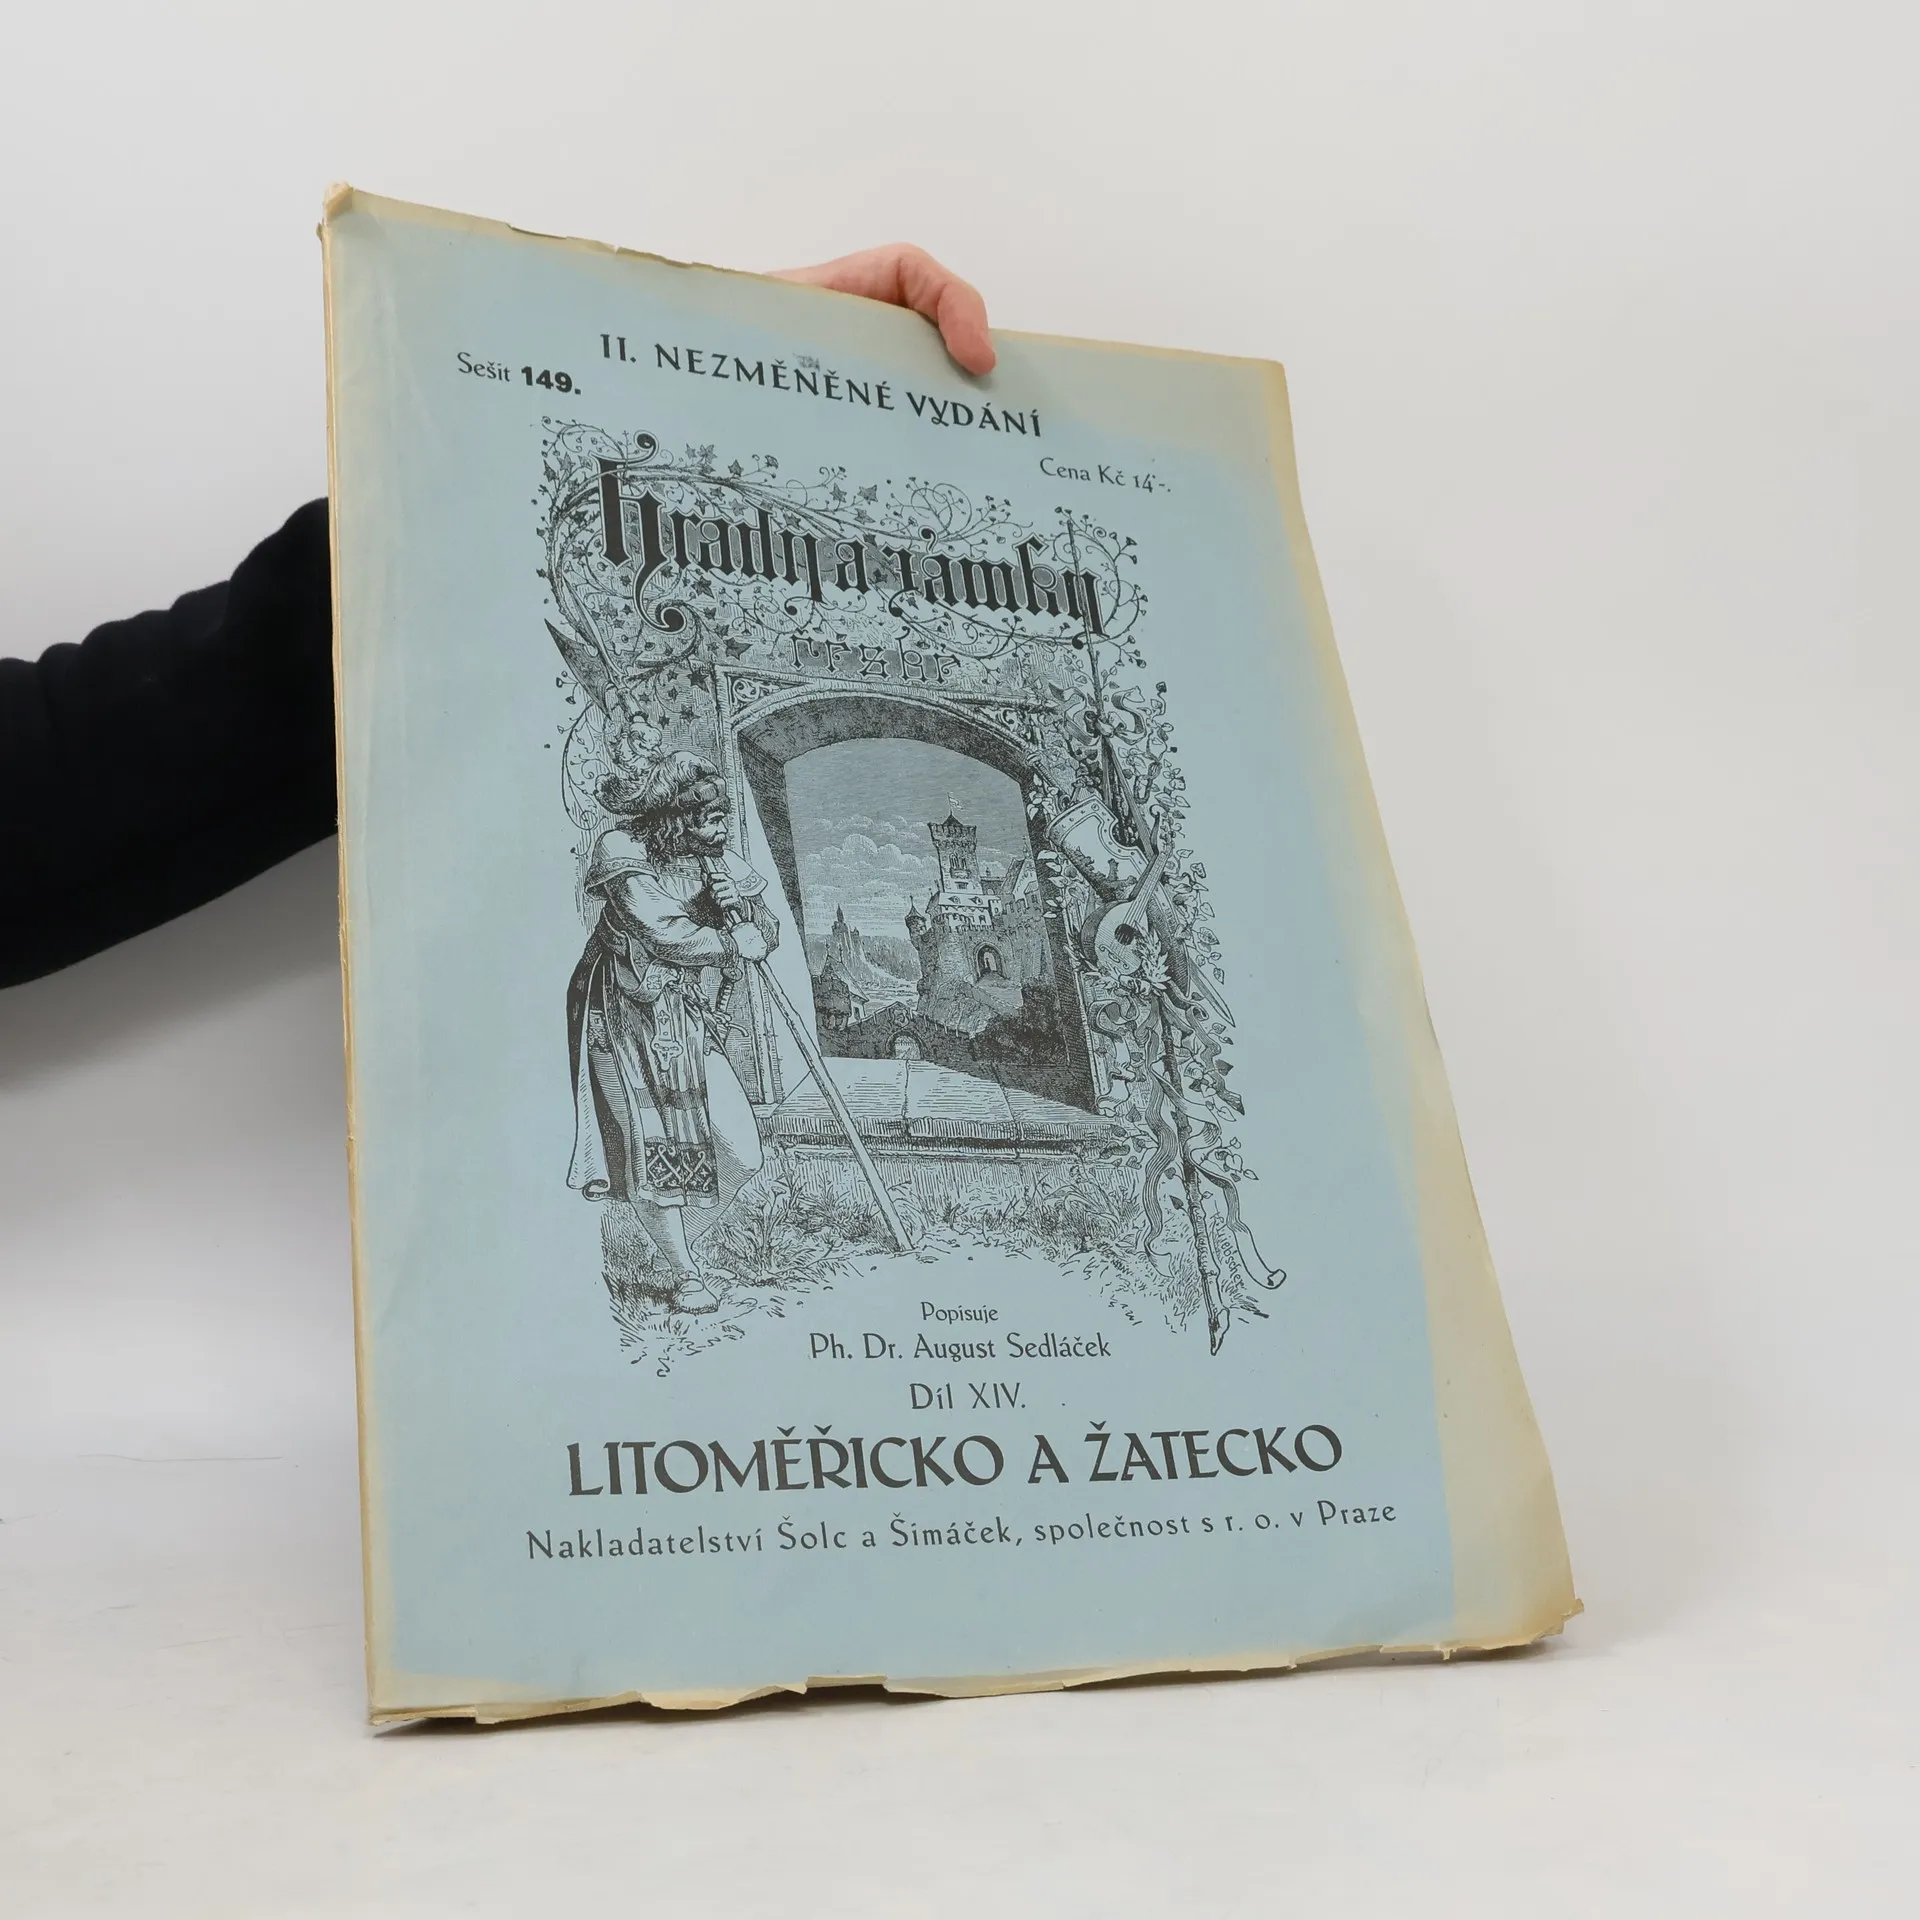 II. NEZMĚNĚNÉ VYDÁNÍ
Sešit 149.
Cena Kč 14·-.
Hrady a zámky
české
R Liebscher
Popisuje
Ph. Dr. August Sedláček
Díl XIV.
LITOMĚŘICKO A ŽATECKO
Nakladatelství Šolc a Šimáček, společnost s r. o. v Praze